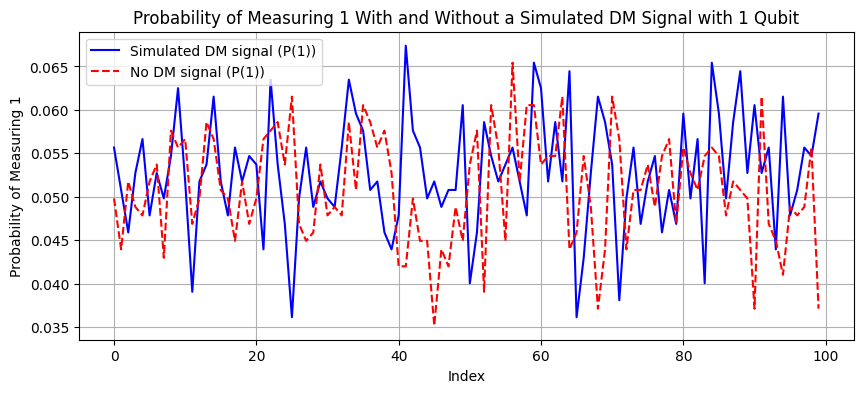 Probability of Measuring 1 With and Without a Simulated DM Signal with 1 Qubit
Simulated DM signal (P(1))
No DM signal (P(1))
Probability of Measuring 1
0.065
0.060
0.055
0.050
0.045
0.040
0.035
0 20 40 60 80 100
Index